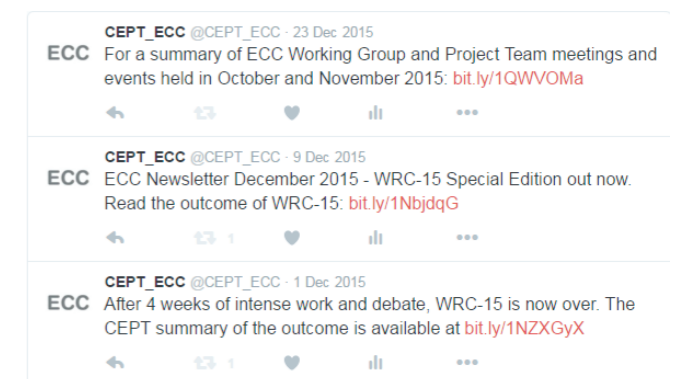 CEPT_ECC @CEPT_ECC · 23 Dec 2015
ECC For a summary of ECC Working Group and Project Team meetings and
events held in October and November 2015: bit.ly/1QWVOMa
CEPT_ECC @CEPT_ECC · 9 Dec 2015
ECC ECC Newsletter December 2015 - WRC-15 Special Edition out now.
Read the outcome of WRC-15: bit.ly/1NbjdqG
1
CEPT_ECC @CEPT_ECC · 1 Dec 2015
ECC After 4 weeks of intense work and debate, WRC-15 is now over. The
CEPT summary of the outcome is available at bit.ly/1NZXGyX
1